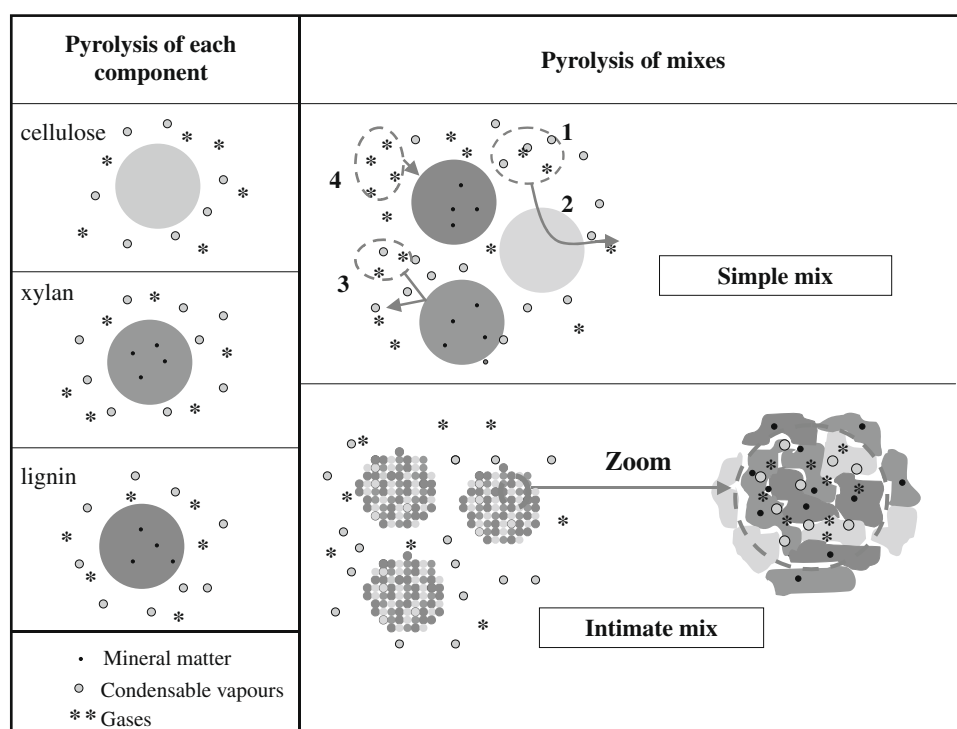 Pyrolysis of each
component
Pyrolysis of mixes
cellulose
xylan
lignin
1
2
3
4
Simple mix
Zoom
Intimate mix
Mineral matter
Condensable vapours
** Gases